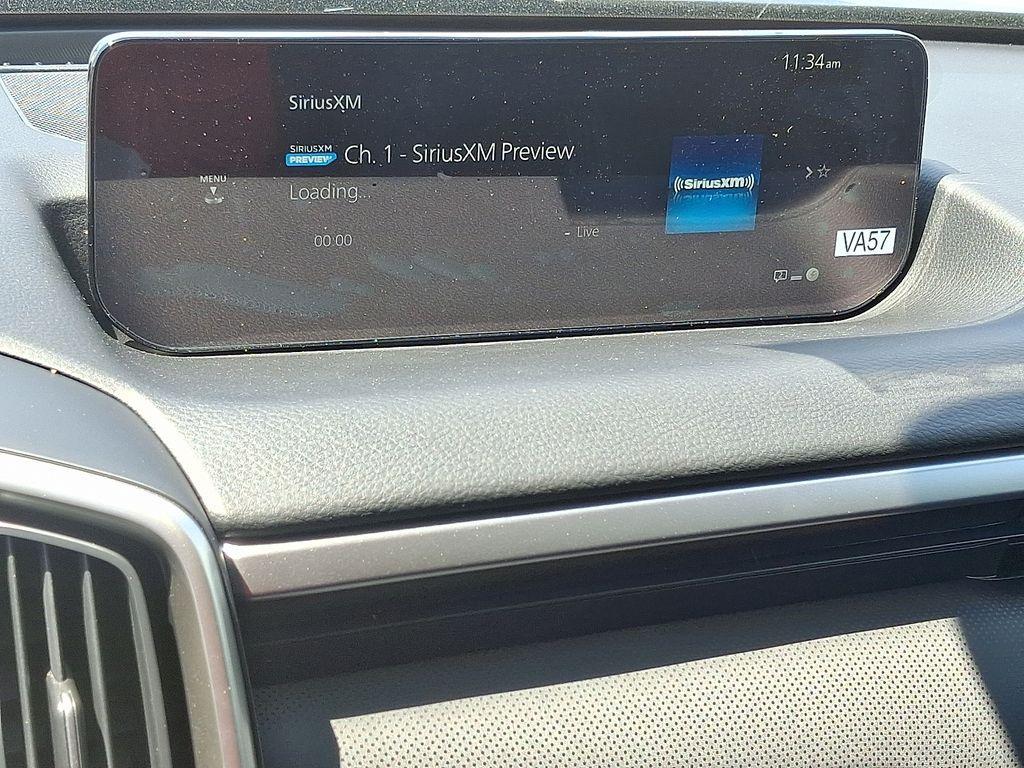 11:34am
SiriusXM
SIRIUSXM
PREVIEW
Ch. 1 - SiriusXM Preview
MENU
Loading...
((SiriusXM))
00:00
- Live
VA57